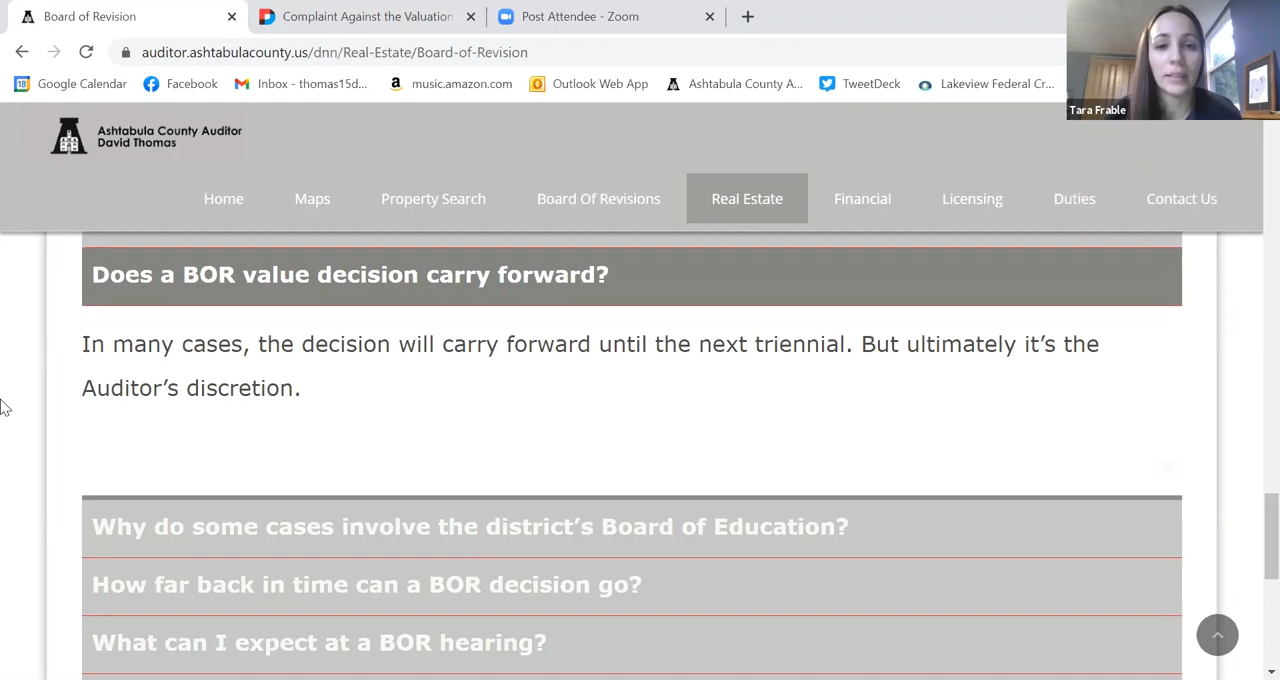 Board of Revision
Complaint Against the Valuation
Post Attendee - Zoom
auditor.ashtabulacounty.us/dnn/Real-Estate/Board-of-Revision
18
Google Calendar
Facebook
Inbox - thomas15d...
music.amazon.com
Outlook Web App
Ashtabula County A...
TweetDeck
Lakeview Federal Cr...
Tara Frable
Ashtabula County Auditor
David Thomas
Home
Maps
Property Search
Board Of Revisions
Real Estate
Financial
Licensing
Duties
Contact Us
Does a BOR value decision carry forward?
In many cases, the decision will carry forward until the next triennial. But ultimately it’s the
Auditor’s discretion.
Why do some cases involve the district’s Board of Education?
How far back in time can a BOR decision go?
What can I expect at a BOR hearing?